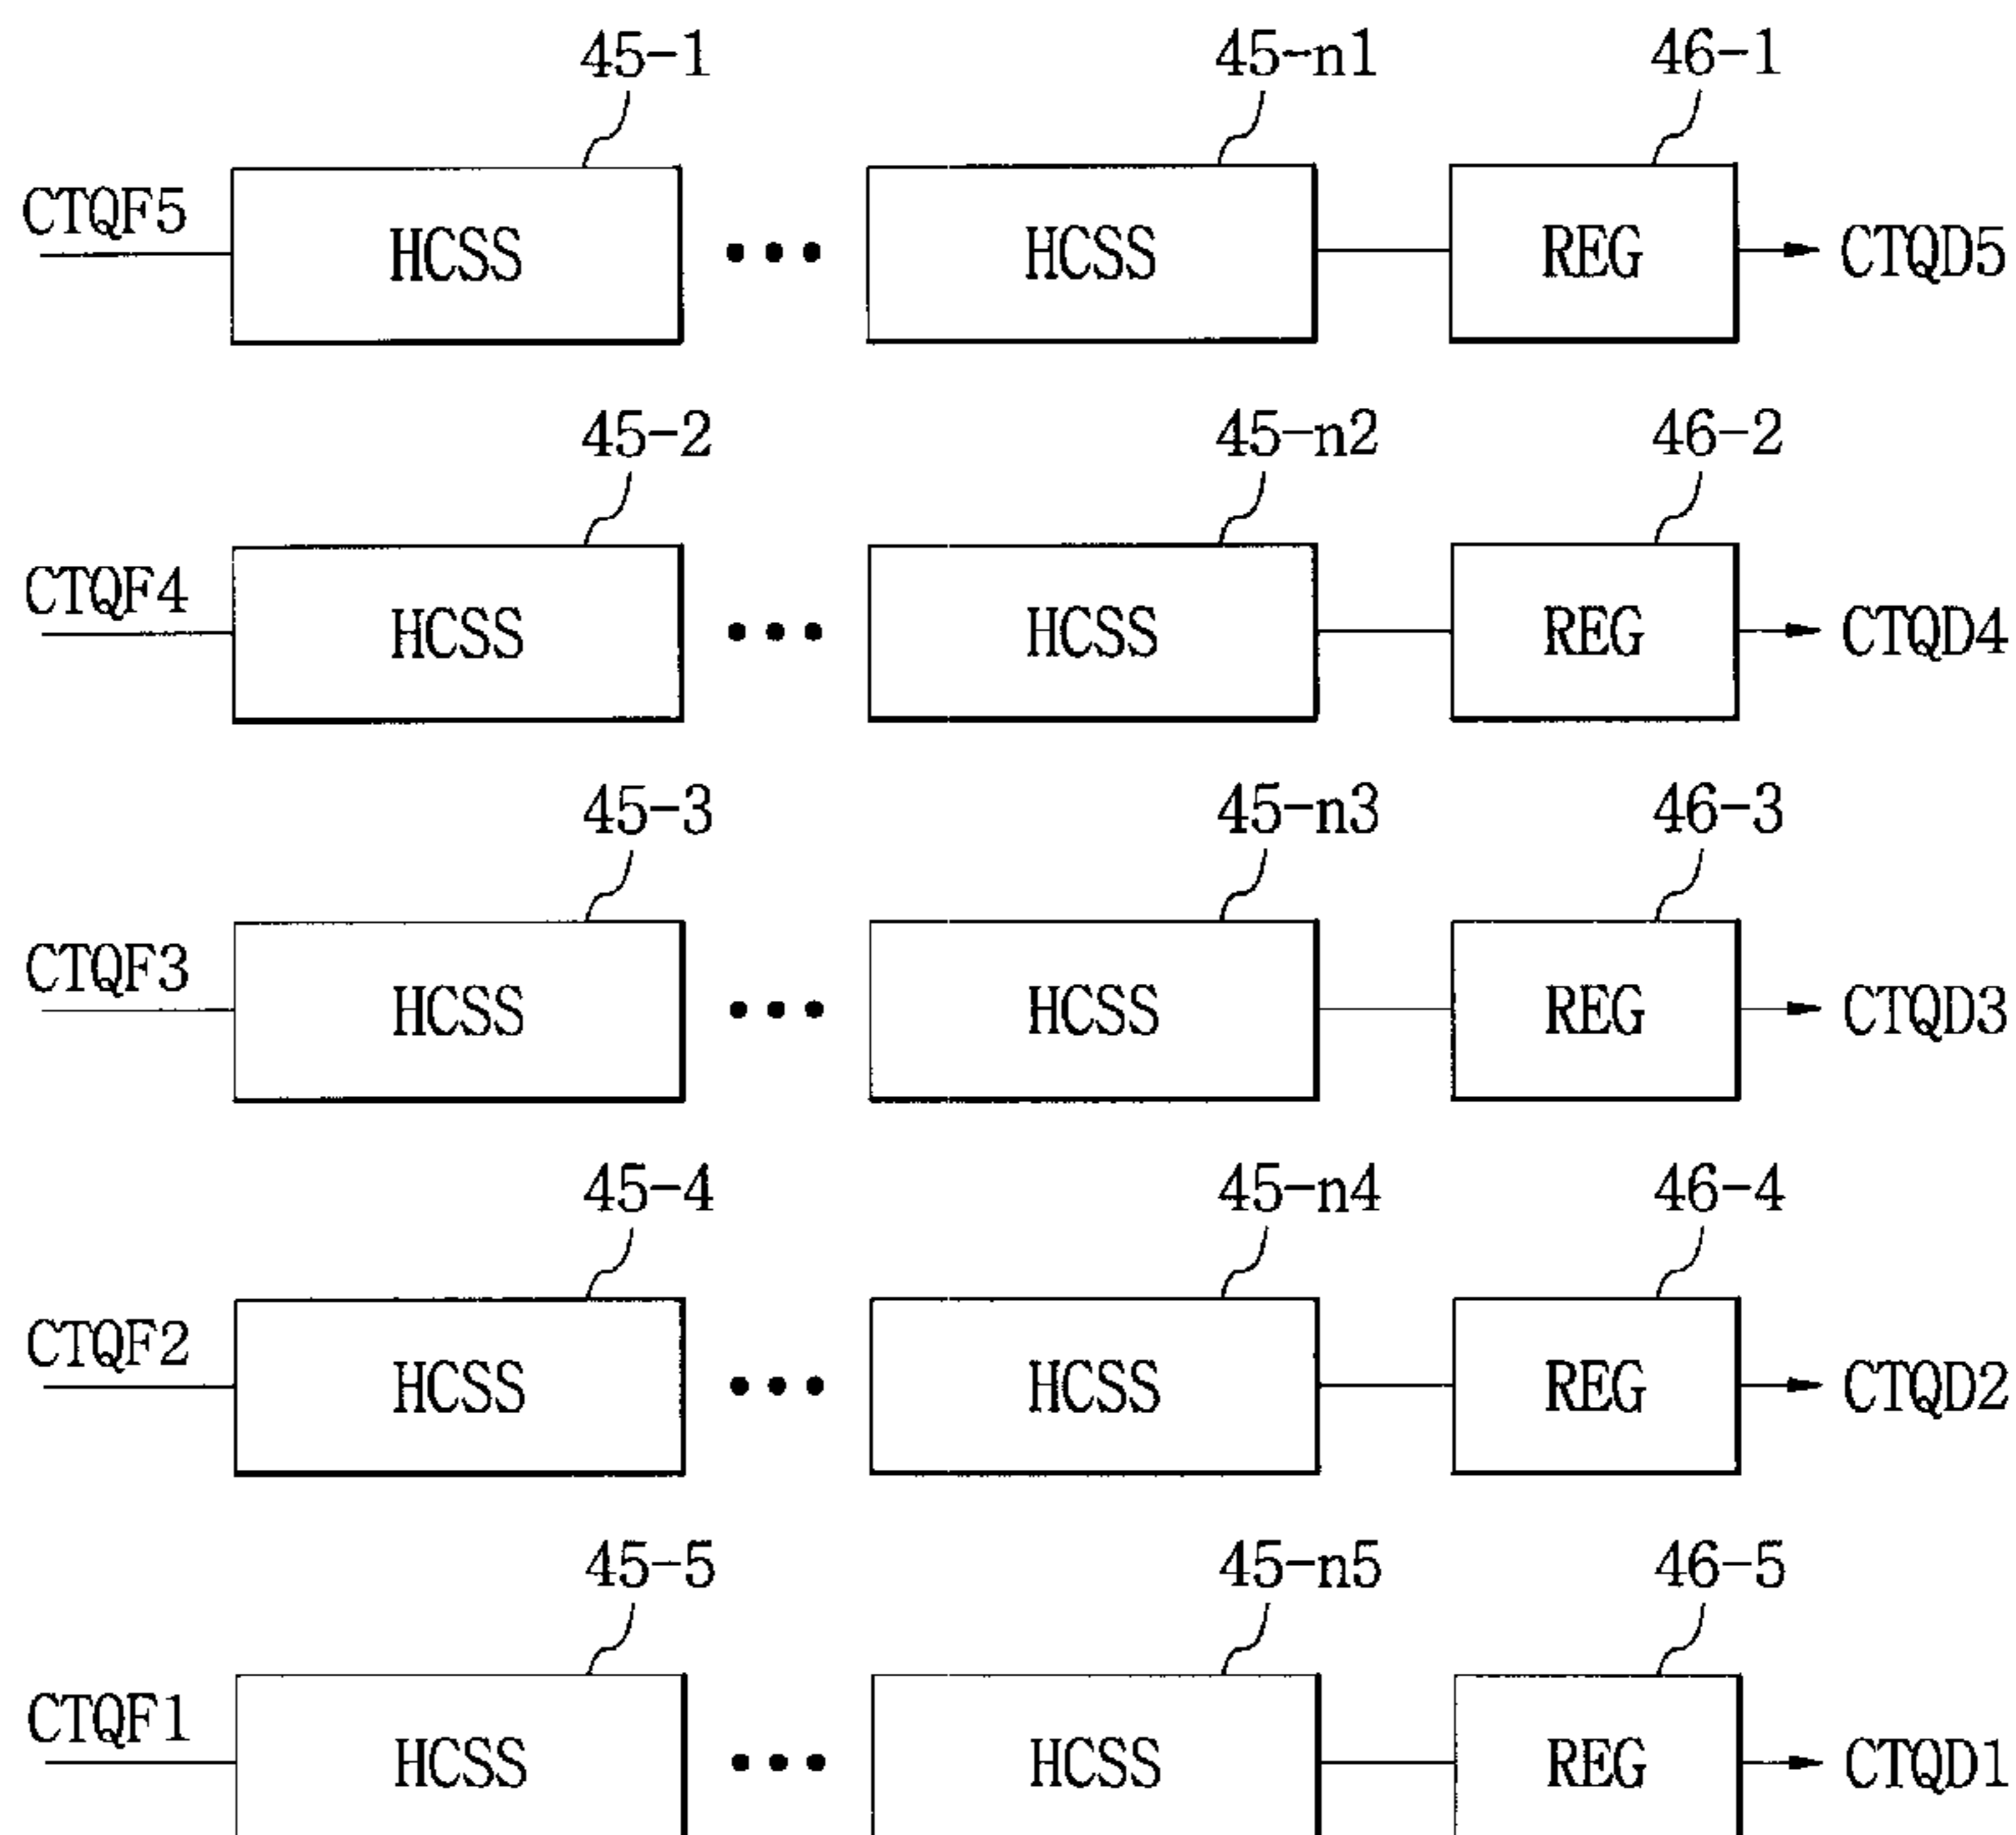 45-1 45-n1 46-1
CTQF5 HCSS ••• HCSS REG CTQD5
45-2 45-n2 46-2
CTQF4 HCSS ••• HCSS REG CTQD4
45-3 45-n3 46-3
CTQF3 HCSS ••• HCSS REG CTQD3
45-4 45-n4 46-4
CTQF2 HCSS ••• HCSS REG CTQD2
45-5 45-n5 46-5
CTQF1 HCSS ••• HCSS REG CTQD1